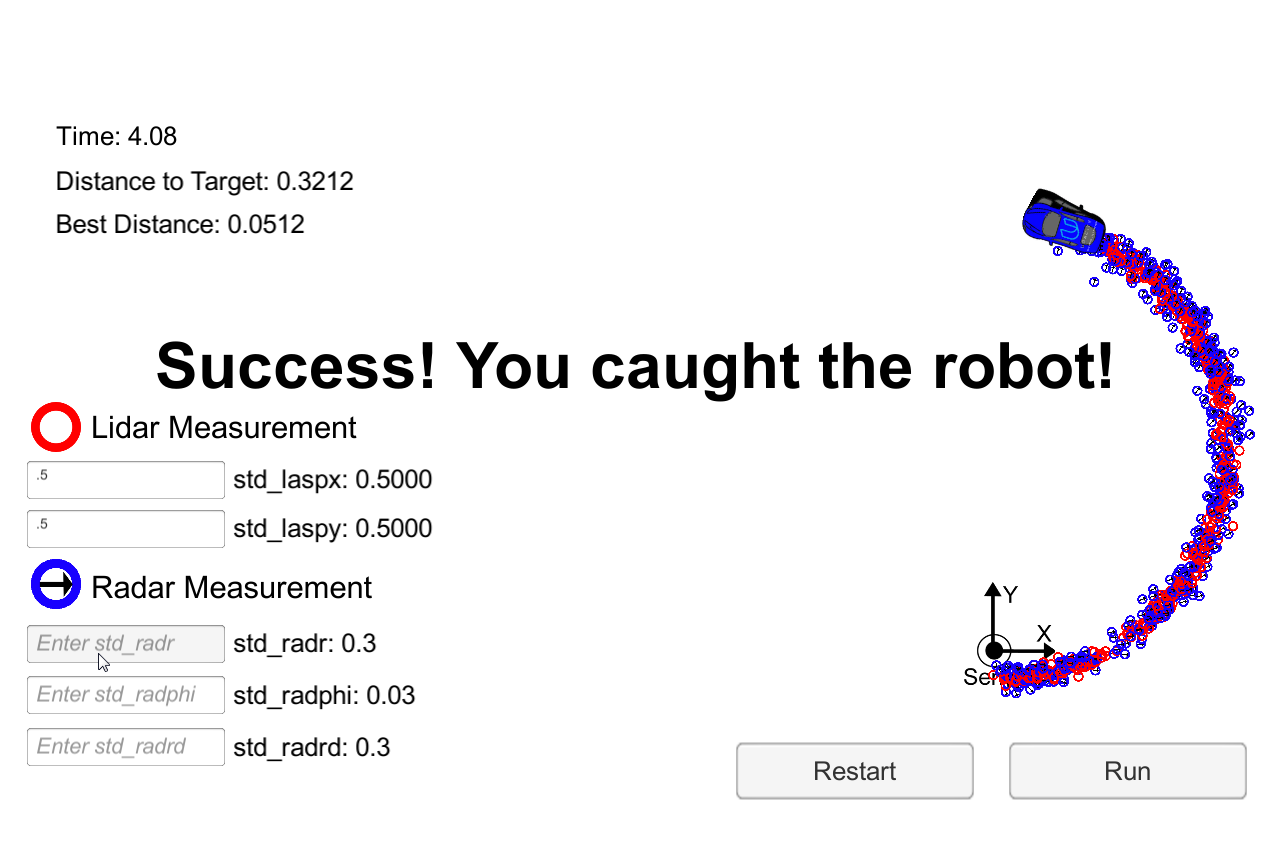 Time: 4.08
Distance to Target: 0.3212
Best Distance: 0.0512
Success! You caught the robot!
Lidar Measurement
.5
std_laspx: 0.5000
.5
std_laspy: 0.5000
Radar Measurement
Enter std_radr
std_radr: 0.3
Enter std_radphi
std_radphi: 0.03
Enter std_radrd
std_radrd: 0.3
Y
X
Restart
Run